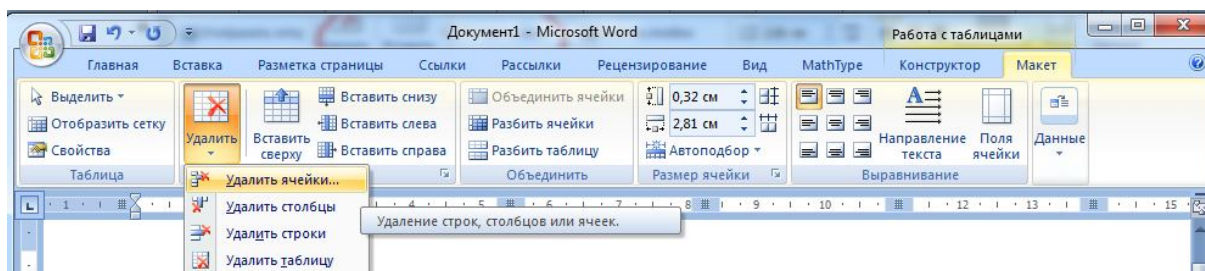 Документ1 - Microsoft Word
Работа с таблицами
Главная Вставка Разметка страницы Ссылки Рассылки Рецензирование Вид MathType Конструктор Макет
Выделить
Отобразить сетку
Свойства
Таблица
Удалить
Вставить сверху
Вставить снизу
Вставить слева
Вставить справа
Объединить ячейки
Разбить ячейки
Разбить таблицу
Объединить
0,32 см
2,81 см
Автоподбор
Размер ячейки
Направление текста
Поля ячейки
Выравнивание
Данные
Удалить ячейки...
Удалить столбцы
Удалить строки
Удалить таблицу
Удаление строк, столбцов или ячеек.
L 1 1 4 5 6 7 8 9 10 12 13 15